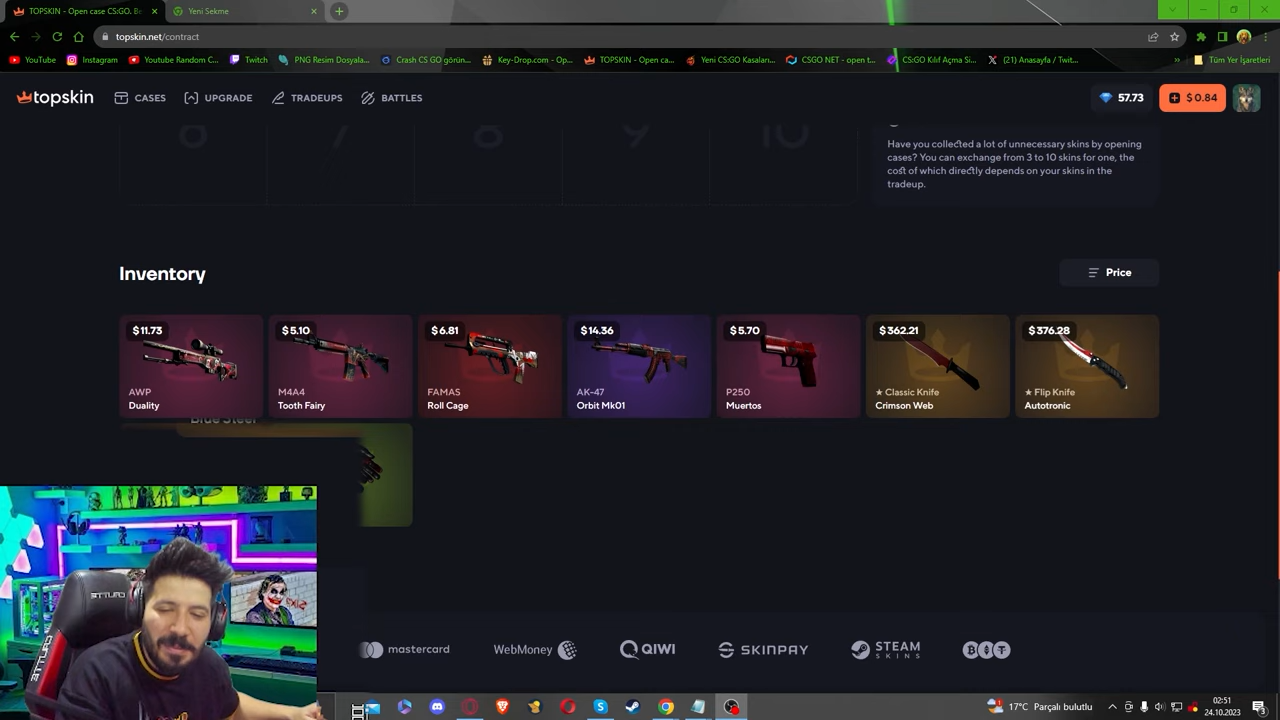 TOPSKIN - Open case CS:GO. Be
Yeni Sekme
topskin.net/contract
YouTube
Instagram
Youtube Random C...
Twitch
PNG Resim Dosyala...
Crash CS GO görün...
Key-Drop.com - Op...
TOPSKIN - Open ca...
Yeni CS:GO Kasaları...
CSGO NET - open t...
CS:GO Kılıf Açma Si...
(21) Anasayfa / Twit...
Tüm Yer İşaretleri
topskin
CASES
UPGRADE
TRADEUPS
BATTLES
57.73
$ 0.84
6
7
8
9
10
Have you collected a lot of unnecessary skins by opening
cases? You can exchange from 3 to 10 skins for one, the
cost of which directly depends on your skins in the
tradeup.
Inventory
Price
$ 11.73
AWP
Duality
$ 5.10
M4A4
Tooth Fairy
$ 6.81
FAMAS
Roll Cage
$ 14.36
AK-47
Orbit Mk01
$ 5.70
P250
Muertos
$ 362.21
★ Classic Knife
Crimson Web
$ 376.28
★ Flip Knife
Autotronic
Blue Steel
mastercard
WebMoney
QIWI
SKINPAY
STEAM
SKINS
17°C Parçalı bulutlu
02:51
24.10.2023